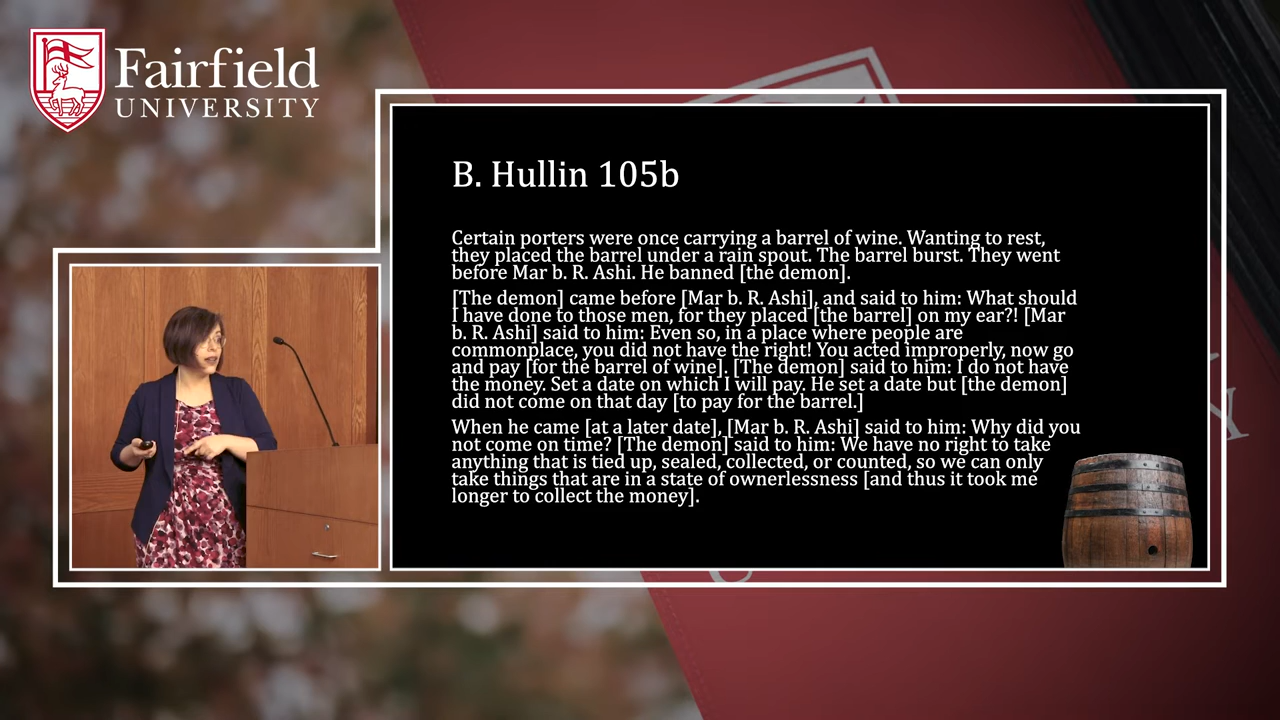 Fairfield
UNIVERSITY
B. Hullin 105b
Certain porters were once carrying a barrel of wine. Wanting to rest,
they placed the barrel under a rain spout. The barrel burst. They went
before Mar b. R. Ashi. He banned [the demon].
[The demon] came before [Mar b. R. Ashi], and said to him: What should
I have done to those men, for they placed [the barrel] on my ear?! [Mar
b. R. Ashi] said to him: Even so, in a place where people are
commonplace, you did not have the right! You acted improperly, now go
and pay [for the barrel of wine]. [The demon] said to him: I do not have
the money. Set a date on which I will pay. He set a date but [the demon]
did not come on that day [to pay for the barrel.]
When he came [at a later date], [Mar b. R. Ashi] said to him: Why did you
not come on time? [The demon] said to him: We have no right to take
anything that is tied up, sealed, collected, or counted, so we can only
take things that are in a state of ownerlessness [and thus it took me
longer to collect the money].